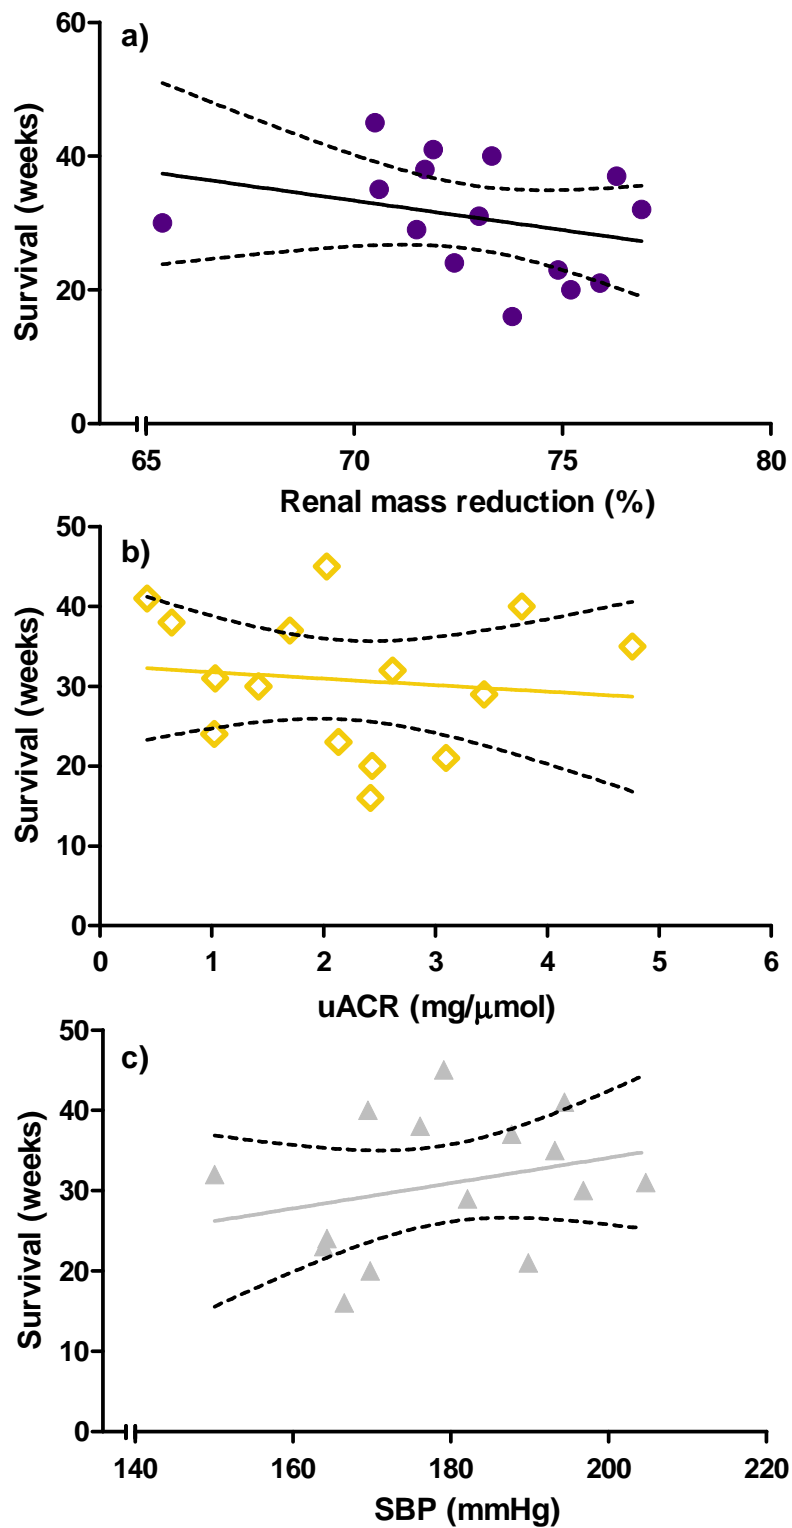 a)
60
40
20
0
Survival (weeks)
65 70 75 80
Renal mass reduction (%)
b)
50
40
30
20
10
0
Survival (weeks)
0 1 2 3 4 5 6
uACR (mg/μmol)
c)
50
40
30
20
10
0
Survival (weeks)
140 160 180 200 220
SBP (mmHg)